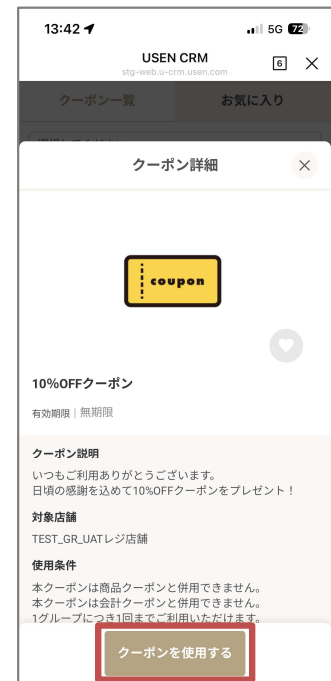 13:42
5G 72
USEN CRM
stg-web.u-crm.usen.com
6
クーポン一覧
お気に入り
クーポン詳細
coupon
10%OFFクーポン
有効期限 | 無期限
クーポン説明
いつもご利用ありがとうございます。
日頃の感謝を込めて10%OFFクーポンをプレゼント！
対象店舗
TEST_GR_UATレジ店舗
使用条件
本クーポンは商品クーポンと併用できません。
本クーポンは会計クーポンと併用できません。
1グループにつき1回までご利用いただけます。
クーポンを使用する